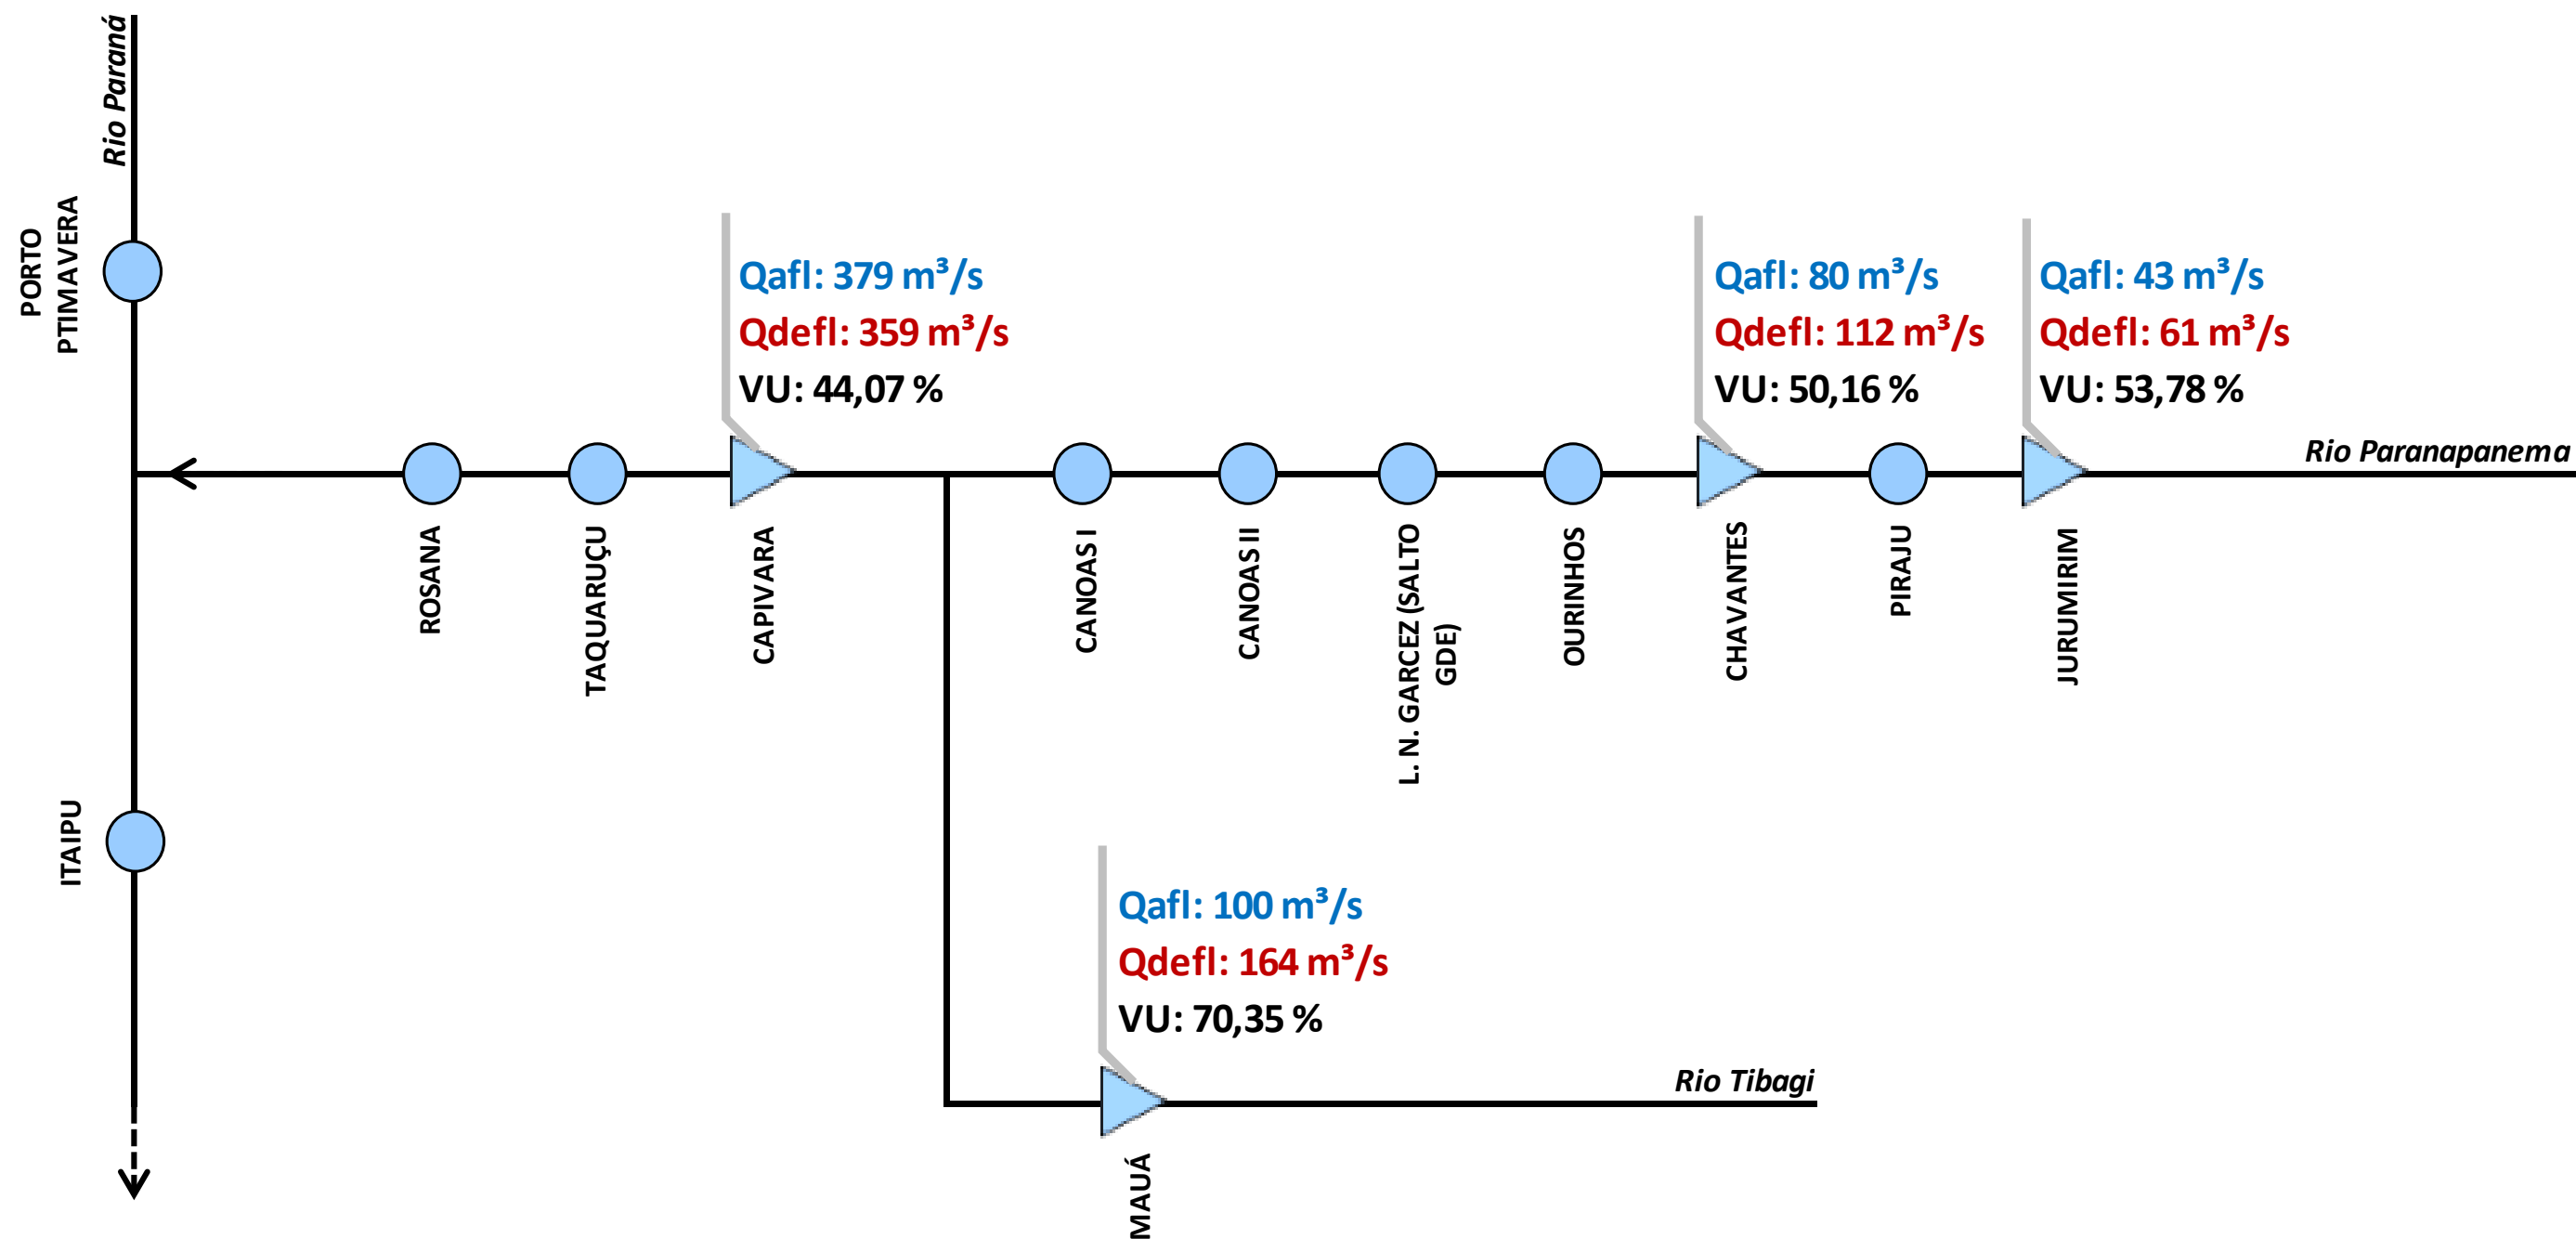 Rio Paraná
PORTO
PTIMAVERA
Qafl: 379 m³/s
Qdefl: 359 m³/s
VU: 44,07 %
Qafl: 80 m³/s
Qdefl: 112 m³/s
VU: 50,16 %
Qafl: 43 m³/s
Qdefl: 61 m³/s
VU: 53,78 %
Rio Paranapanema
ROSANA
TAQUARUÇU
CAPIVARA
CANOAS I
CANOAS II
L. N. GARCEZ (SALTO
GDE)
OURINHOS
CHAVANTES
PIRAJU
JURUMIRIM
ITAIPU
Qafl: 100 m³/s
Qdefl: 164 m³/s
VU: 70,35 %
Rio Tibagi
MAUÁ